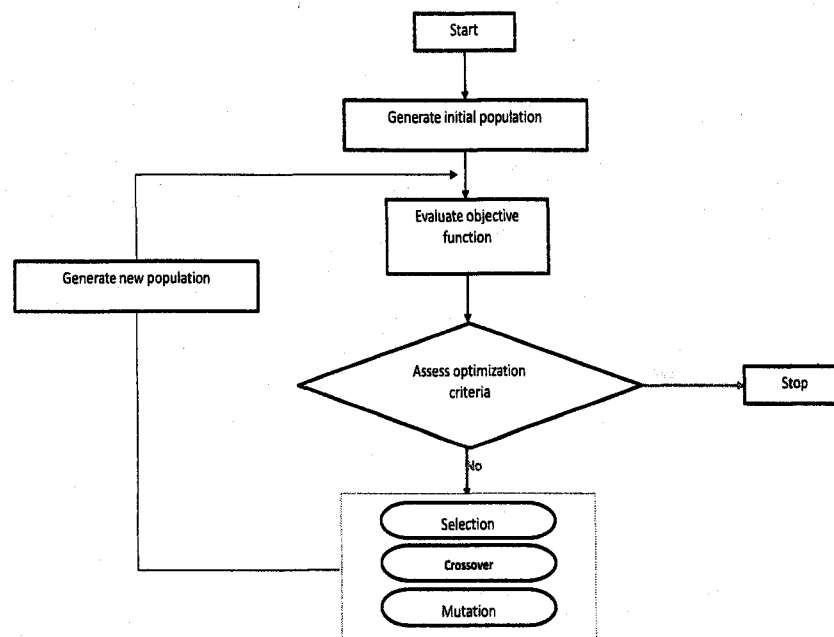 Start
Generate initial population
Evaluate objective
function
Generate new population
Assess optimization
criteria
Stop
No
Selection
Crossover
Mutation